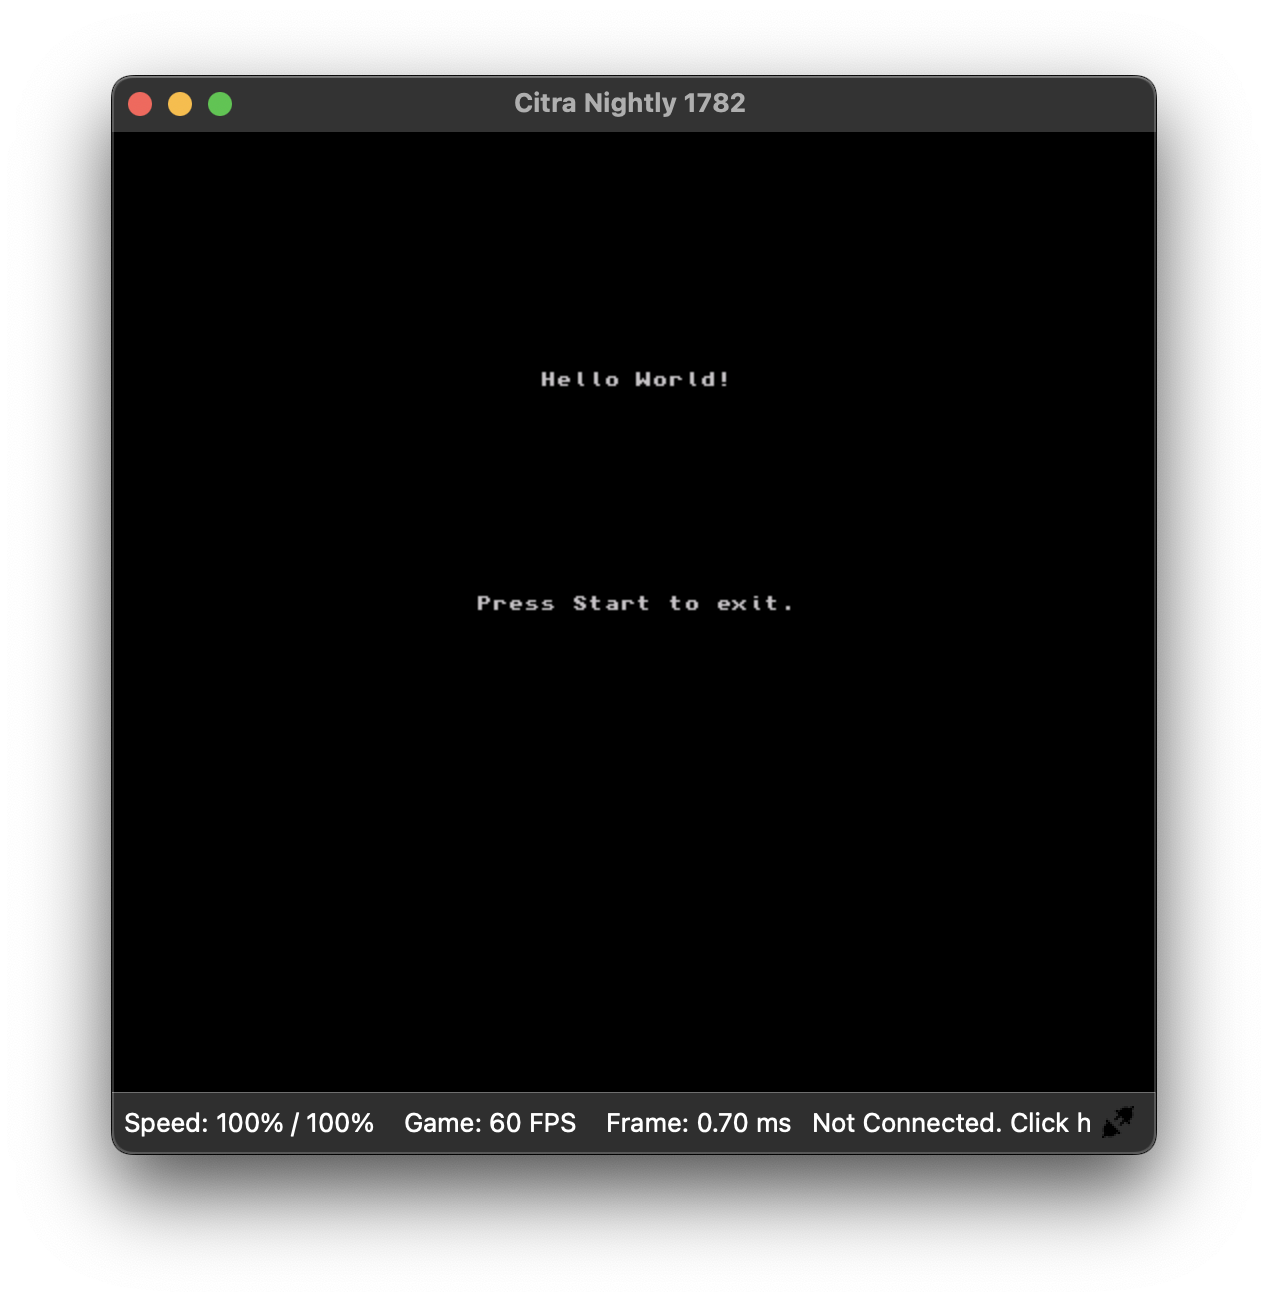 Citra Nightly 1782
Hello World!
Press Start to exit.
Speed: 100% / 100% Game: 60 FPS Frame: 0.70 ms Not Connected. Click h